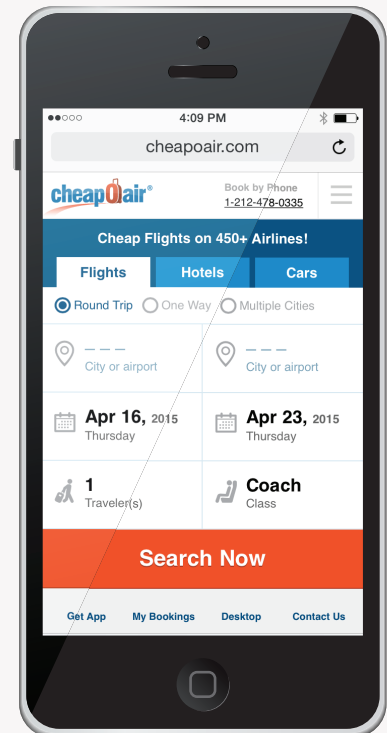 4:09 PM
cheapoair.com
cheapOair®
Book by Phone
1-212-478-0335
Cheap Flights on 450+ Airlines!
Flights Hotels Cars
Round Trip One Way Multiple Cities
City or airport City or airport
Apr 16, 2015 Apr 23, 2015
Thursday Thursday
1 Coach
Traveler(s) Class
Search Now
Get App My Bookings Desktop Contact Us